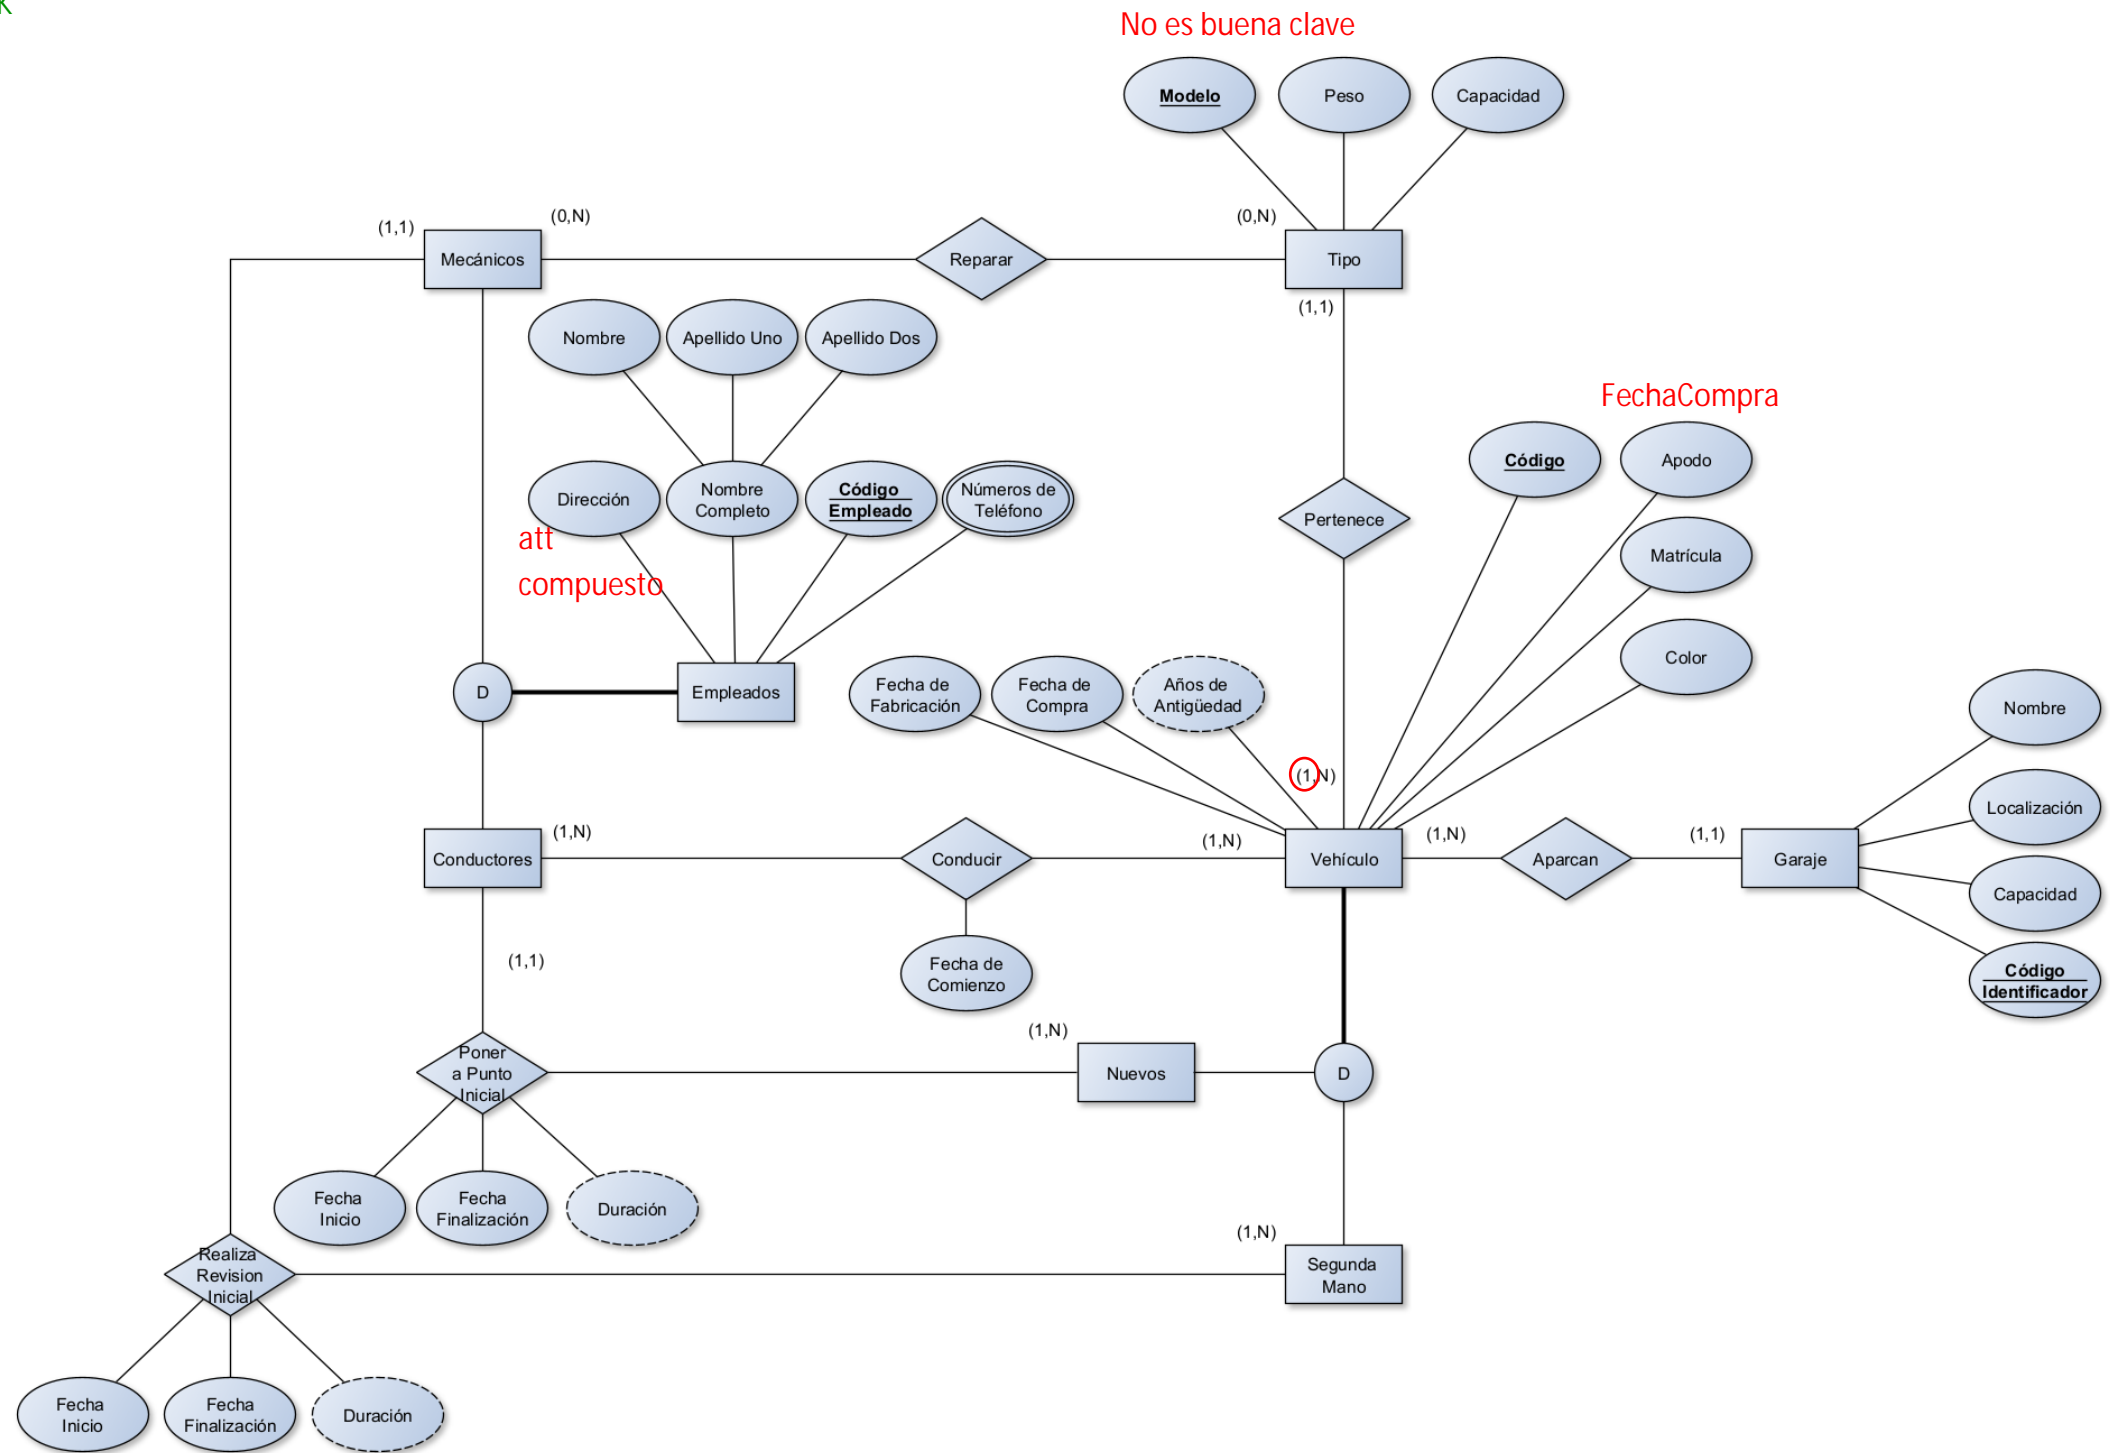 K
No es buena clave
Modelo
Peso
Capacidad
(1,1)
(0,N)
(0,N)
Mecánicos
Reparar
Tipo
(1,1)
Nombre
Apellido Uno
Apellido Dos
FechaCompra
Código
Apodo
Dirección
Nombre
Completo
Código
Empleado
Números de
Teléfono
att
compuesto
Pertenece
Matrícula
Color
D
Empleados
Fecha de
Fabricación
Fecha de
Compra
Años de
Antigüedad
Nombre
(1,N)
Localización
(1,N)
(1,N)
(1,N)
(1,1)
Conductores
Conducir
Vehículo
Aparcan
Garaje
Capacidad
(1,1)
Fecha de
Comienzo
Código
Identificador
(1,N)
Poner
a Punto
Inicial
Nuevos
D
Fecha
Inicio
Fecha
Finalización
Duración
(1,N)
Realiza
Revision
Inicial
Segunda
Mano
Fecha
Inicio
Fecha
Finalización
Duración